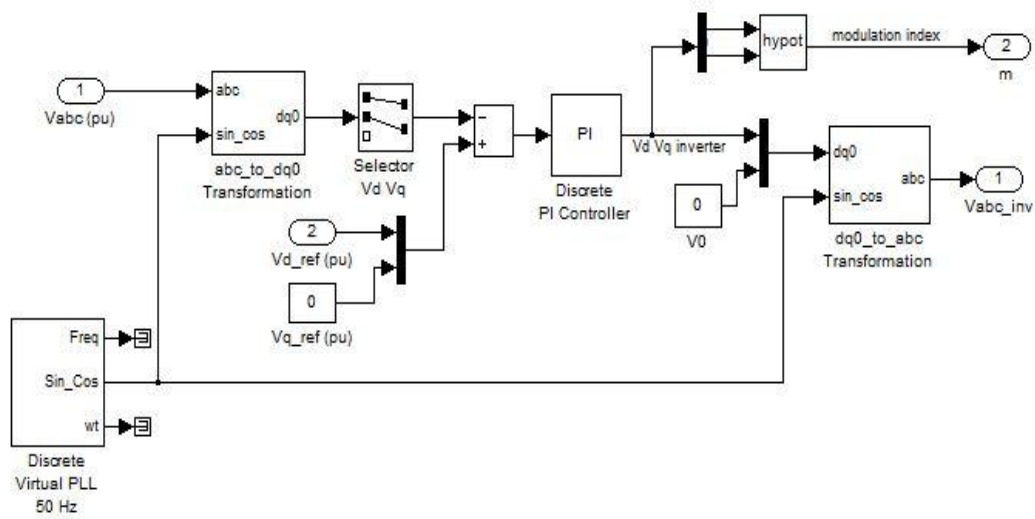 1
Vabc (pu)
abc
sin_cos
dq0
abc_to_dq0
Transformation
Selector
Vd Vq
−
+
2
Vd_ref (pu)
0
Vq_ref (pu)
PI
Discrete
PI Controller
hypot
modulation index
2
m
Vd Vq inverter
0
V0
dq0
sin_cos
abc
dq0_to_abc
Transformation
1
Vabc_inv
Freq
Sin_Cos
wt
Discrete
Virtual PLL
50 Hz